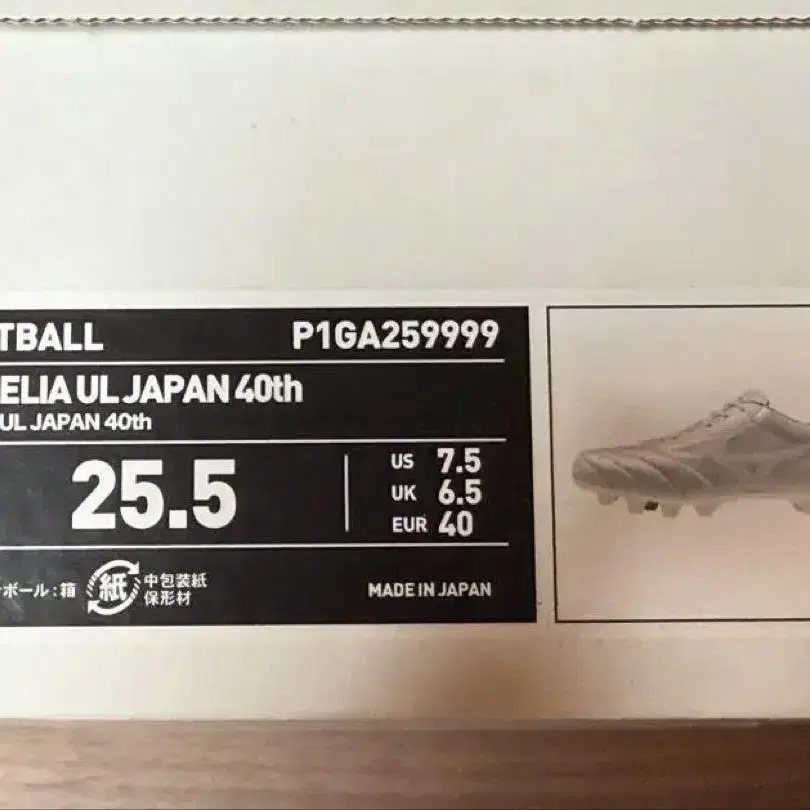 TBALL P1GA259999
ELIA UL JAPAN 40th
UL JAPAN 40th
25.5
US 7.5
UK 6.5
EUR 40
ボール:箱 紙 中包装紙
保形材
MADE IN JAPAN